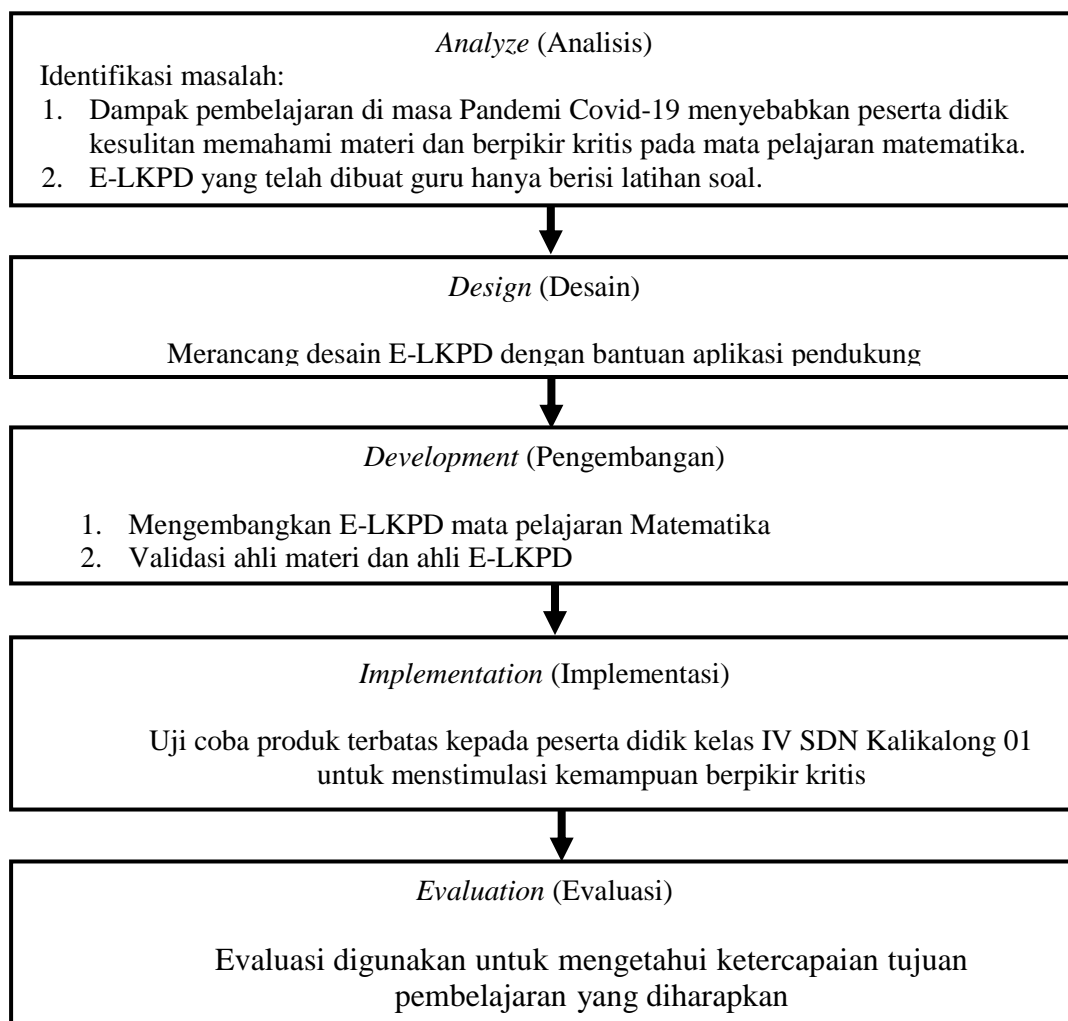 Analyze (Analisis)
Identifikasi masalah:
1. Dampak pembelajaran di masa Pandemi Covid-19 menyebabkan peserta didik
kesulitan memahami materi dan berpikir kritis pada mata pelajaran matematika.
2. E-LKPD yang telah dibuat guru hanya berisi latihan soal.
Design (Desain)
Merancang desain E-LKPD dengan bantuan aplikasi pendukung
Development (Pengembangan)
1. Mengembangkan E-LKPD mata pelajaran Matematika
2. Validasi ahli materi dan ahli E-LKPD
Implementation (Implementasi)
Uji coba produk terbatas kepada peserta didik kelas IV SDN Kalikalong 01
untuk menstimulasi kemampuan berpikir kritis
Evaluation (Evaluasi)
Evaluasi digunakan untuk mengetahui ketercapaian tujuan
pembelajaran yang diharapkan